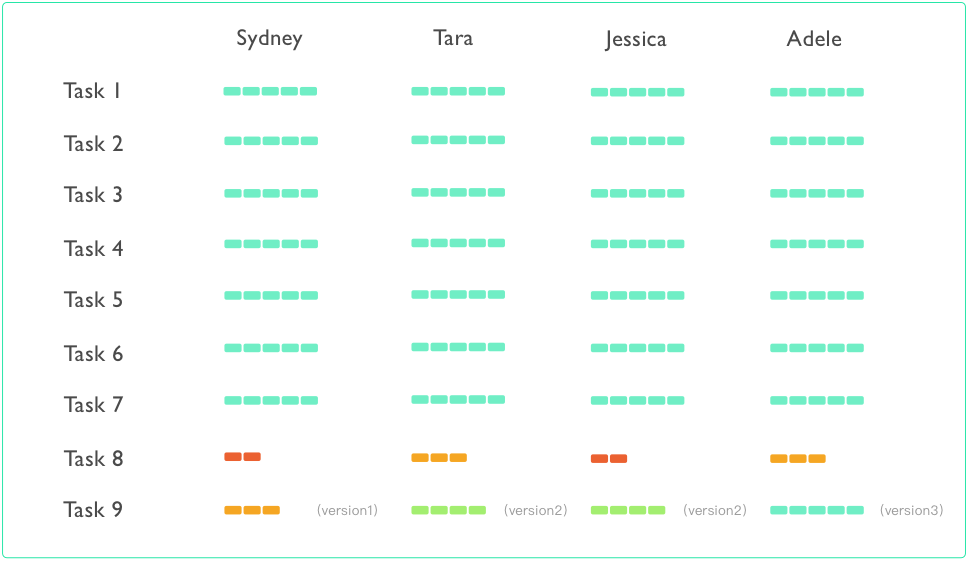 Sydney Tara Jessica Adele
Task 1
Task 2
Task 3
Task 4
Task 5
Task 6
Task 7
Task 8
Task 9 (version1) (version2) (version2) (version3)